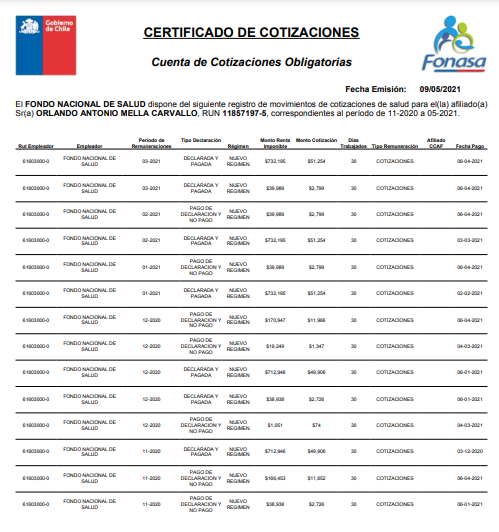 Gobierno de Chile
CERTIFICADO DE COTIZACIONES
Cuenta de Cotizaciones Obligatorias
Fonasa
Fecha Emisión: 09/05/2021
El FONDO NACIONAL DE SALUD dispone del siguiente registro de movimientos de cotizaciones de salud para el(la) afiliado(a)
Sr(a) ORLANDO ANTONIO MELLA CARVALLO, RUN 11857197-5, correspondientes al período de 11-2020 a 05-2021.
Rut Empleador Empleador Período de Remuneraciones Tipo Declaración Régimen Monto Renta Imponible Monto Cotización Días Trabajados Tipo Remuneración Afiliado CCAF Fecha Pago
61603000-0 FONDO NACIONAL DE SALUD 03-2021 DECLARADA Y PAGADA NUEVO REGIMEN $732,195 $51,254 30 COTIZACIONES 06-04-2021
61603000-0 FONDO NACIONAL DE SALUD 03-2021 DECLARADA Y PAGADA NUEVO REGIMEN $39,989 $2,799 30 COTIZACIONES 06-04-2021
61603000-0 FONDO NACIONAL DE SALUD 02-2021 PAGO DE DECLARACION Y NO PAGO NUEVO REGIMEN $39,989 $2,799 30 COTIZACIONES 06-04-2021
61603000-0 FONDO NACIONAL DE SALUD 02-2021 DECLARADA Y PAGADA NUEVO REGIMEN $732,195 $51,254 30 COTIZACIONES 03-03-2021
61603000-0 FONDO NACIONAL DE SALUD 01-2021 PAGO DE DECLARACION Y NO PAGO NUEVO REGIMEN $39,989 $2,799 30 COTIZACIONES 06-04-2021
61603000-0 FONDO NACIONAL DE SALUD 01-2021 DECLARADA Y PAGADA NUEVO REGIMEN $732,195 $51,254 30 COTIZACIONES 02-02-2021
61603000-0 FONDO NACIONAL DE SALUD 12-2020 PAGO DE DECLARACION Y NO PAGO NUEVO REGIMEN $170,947 $11,966 30 COTIZACIONES 06-04-2021
61603000-0 FONDO NACIONAL DE SALUD 12-2020 PAGO DE DECLARACION Y NO PAGO NUEVO REGIMEN $19,249 $1,347 30 COTIZACIONES 04-03-2021
61603000-0 FONDO NACIONAL DE SALUD 12-2020 DECLARADA Y PAGADA NUEVO REGIMEN $712,946 $49,906 30 COTIZACIONES 06-01-2021
61603000-0 FONDO NACIONAL DE SALUD 12-2020 DECLARADA Y PAGADA NUEVO REGIMEN $38,938 $2,726 30 COTIZACIONES 06-01-2021
61603000-0 FONDO NACIONAL DE SALUD 12-2020 PAGO DE DECLARACION Y NO PAGO NUEVO REGIMEN $1,051 $74 30 COTIZACIONES 04-03-2021
61603000-0 FONDO NACIONAL DE SALUD 11-2020 DECLARADA Y PAGADA NUEVO REGIMEN $712,946 $49,906 30 COTIZACIONES 03-12-2020
61603000-0 FONDO NACIONAL DE SALUD 11-2020 PAGO DE DECLARACION Y NO PAGO NUEVO REGIMEN $166,453 $11,652 30 COTIZACIONES 06-04-2021
61603000-0 FONDO NACIONAL DE SALUD 11-2020 PAGO DE DECLARACION Y NO PAGO NUEVO REGIMEN $38,938 $2,726 30 COTIZACIONES 06-01-2021